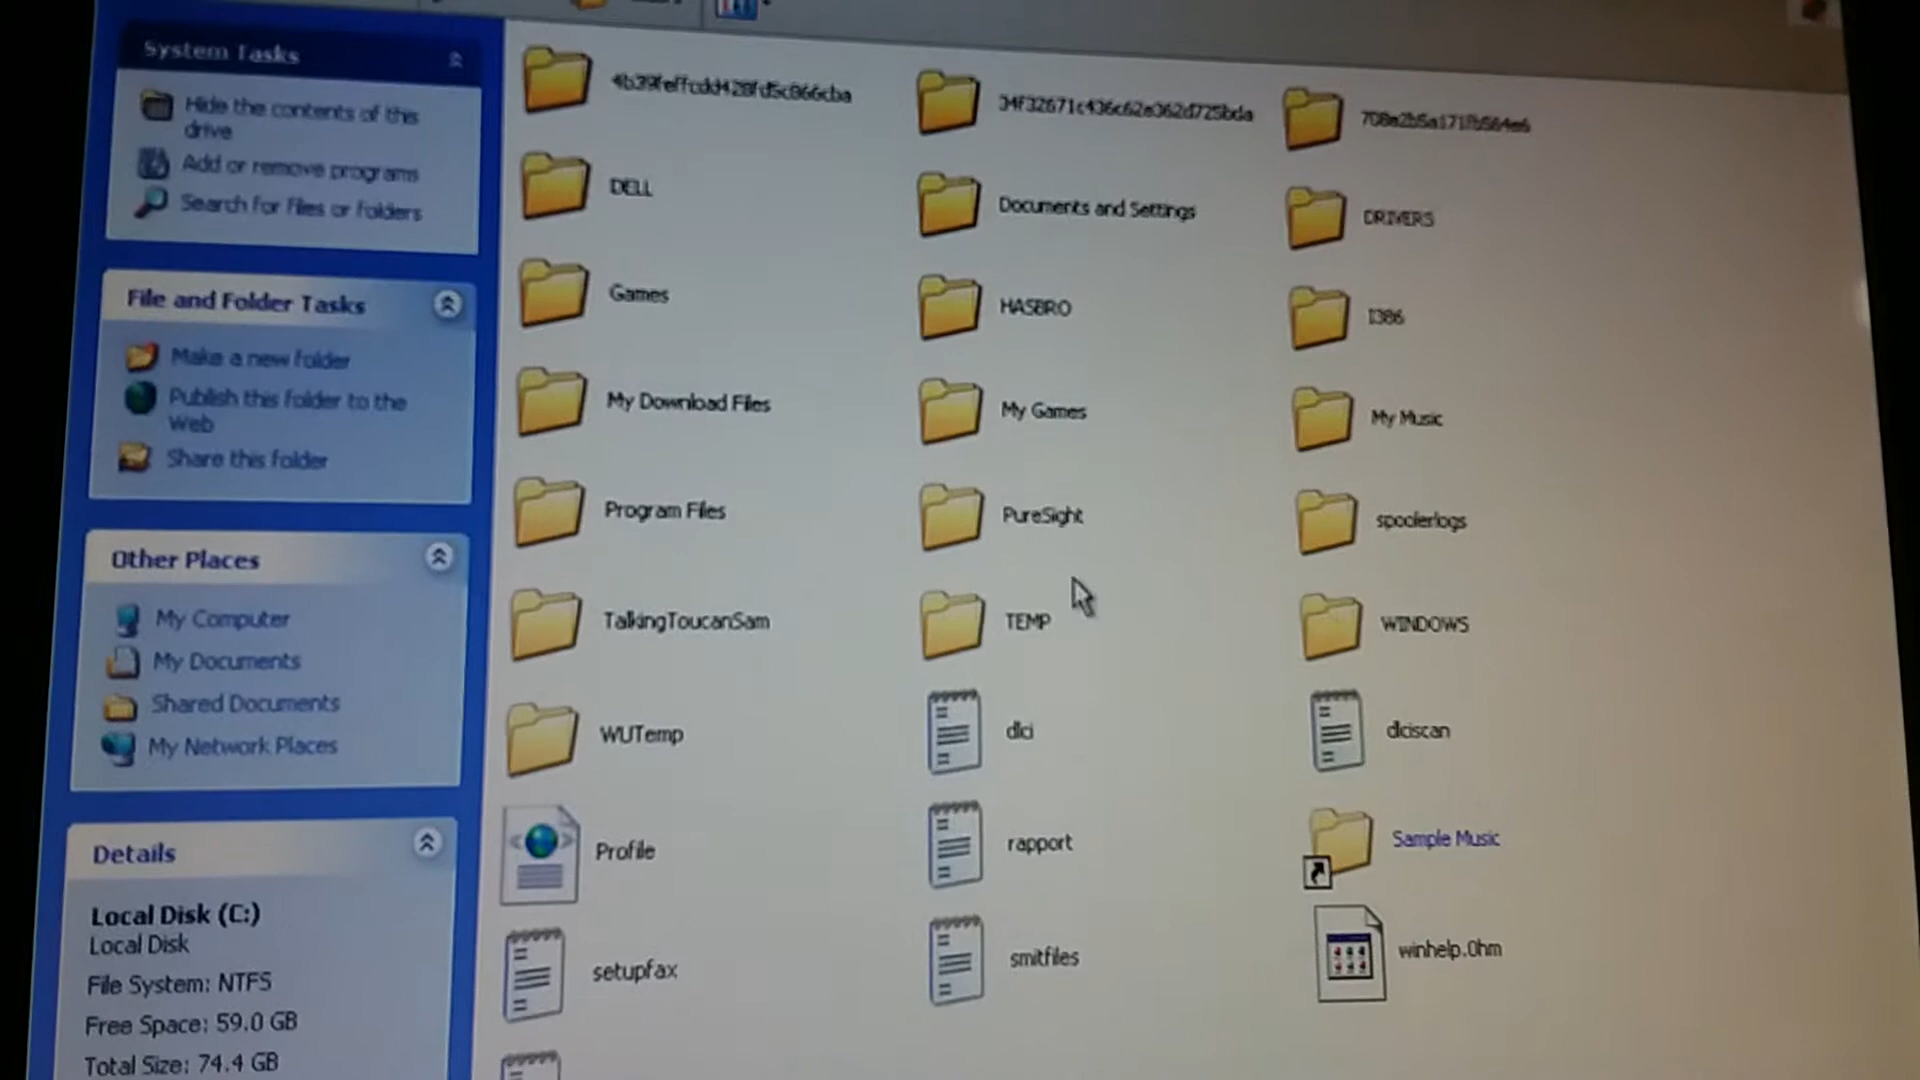 System Tasks
Hide the contents of this
drive
Add or remove programs
Search for files or folders
File and Folder Tasks
Make a new folder
Publish this folder to the
Web
Share this folder
Other Places
My Computer
My Documents
Shared Documents
My Network Places
Details
Local Disk (C:)
Local Disk
File System: NTFS
Free Space: 59.0 GB
Total Size: 74.4 GB
DELL
Documents and Settings
DRIVERS
Games
HASBRO
I386
My Download Files
My Games
My Music
Program Files
PureSight
spoolerlogs
TalkingToucanSam
TEMP
WINDOWS
WUTemp
dlci
dlciscan
Profile
rapport
Sample Music
setupfax
smitfiles
winhelp.0hm